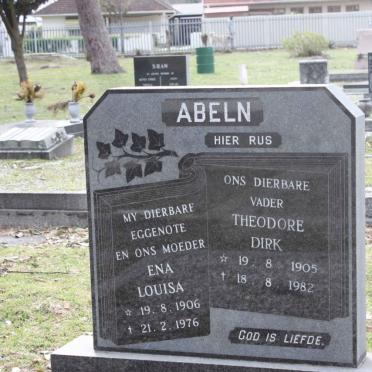 SHAW
ABELN
HIER RUS
MY DIERBARE
EGGENOTE
EN ONS MOEDER
ENA
LOUISA
☆ 19.8.1906
† 21.2.1976
ONS DIERBARE
VADER
THEODORE
DIRK
☆ 19.8.1905
† 18.8.1982
GOD IS LIEFDE.